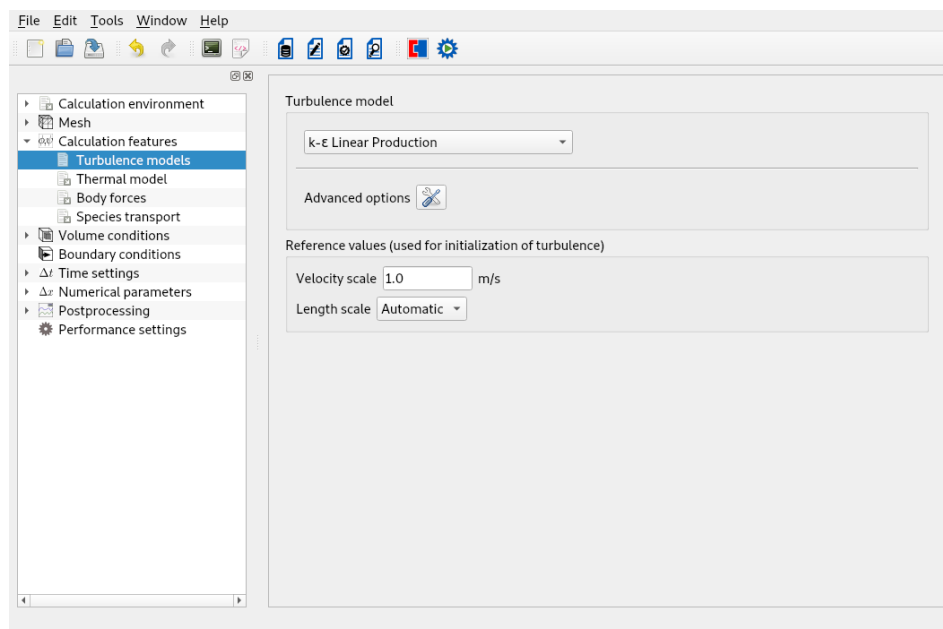 File Edit Tools Window Help
Calculation environment
Mesh
Calculation features
Turbulence models
Thermal model
Body forces
Species transport
Volume conditions
Boundary conditions
Δt Time settings
Δx Numerical parameters
Postprocessing
Performance settings
Turbulence model
k-ε Linear Production
Advanced options
Reference values (used for initialization of turbulence)
Velocity scale 1.0 m/s
Length scale Automatic